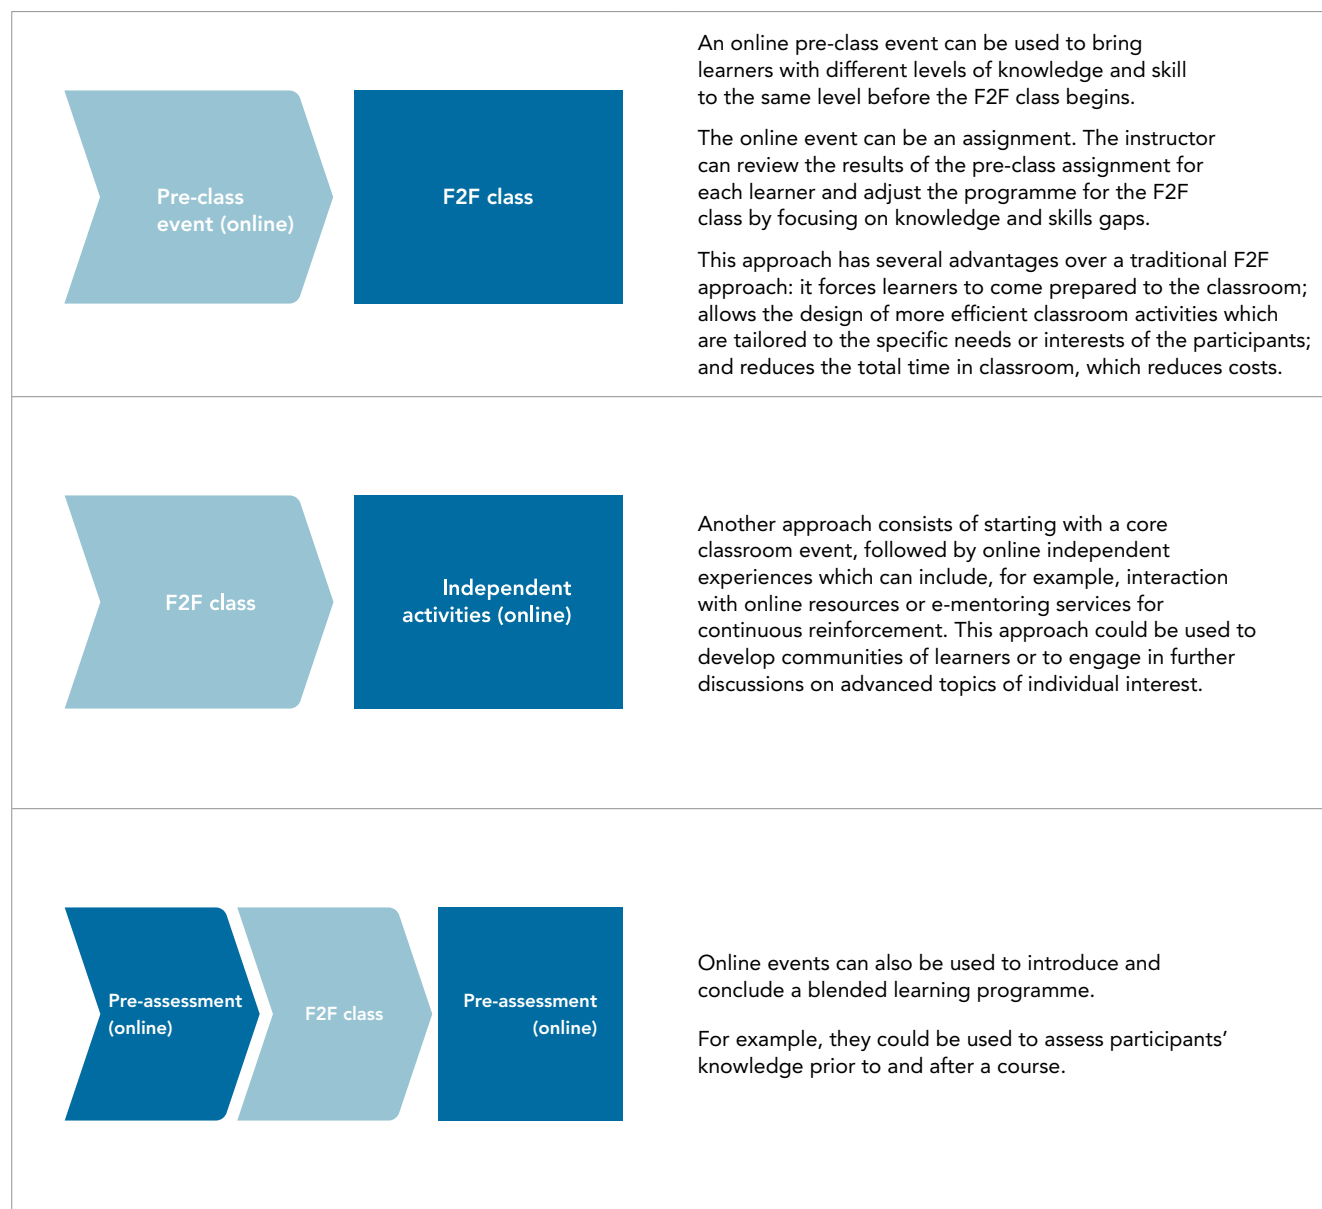 Pre-class
event (online)
F2F class
An online pre-class event can be used to bring
learners with different levels of knowledge and skill
to the same level before the F2F class begins.
The online event can be an assignment. The instructor
can review the results of the pre-class assignment for
each learner and adjust the programme for the F2F
class by focusing on knowledge and skills gaps.
This approach has several advantages over a traditional F2F
approach: it forces learners to come prepared to the classroom;
allows the design of more efficient classroom activities which
are tailored to the specific needs or interests of the participants;
and reduces the total time in classroom, which reduces costs.
F2F class
Independent
activities (online)
Another approach consists of starting with a core
classroom event, followed by online independent
experiences which can include, for example, interaction
with online resources or e-mentoring services for
continuous reinforcement. This approach could be used to
develop communities of learners or to engage in further
discussions on advanced topics of individual interest.
Pre-assessment
(online)
F2F class
Pre-assessment
(online)
Online events can also be used to introduce and
conclude a blended learning programme.
For example, they could be used to assess participants‘
knowledge prior to and after a course.